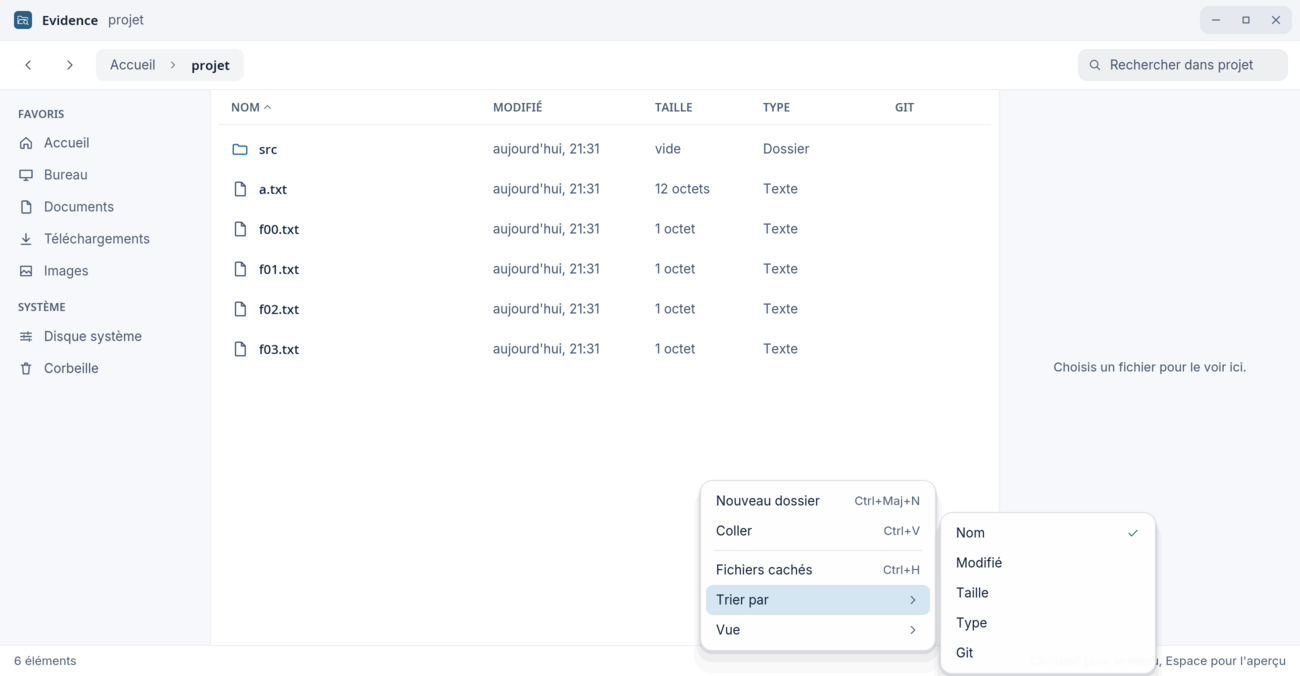 Evidence projet
Accueil projet
Rechercher dans projet
FAVORIS
Accueil
Bureau
Documents
Téléchargements
Images
SYSTÈME
Disque système
Corbeille
NOM MODIFIÉ TAILLE TYPE GIT
src aujourd'hui, 21:31 vide Dossier
a.txt aujourd'hui, 21:31 12 octets Texte
f00.txt aujourd'hui, 21:31 1 octet Texte
f01.txt aujourd'hui, 21:31 1 octet Texte
f02.txt aujourd'hui, 21:31 1 octet Texte
f03.txt aujourd'hui, 21:31 1 octet Texte
Choisis un fichier pour le voir ici.
Nouveau dossier Ctrl+Maj+N
Coller Ctrl+V
Fichiers cachés Ctrl+H
Trier par
Vue
Nom
Modifié
Taille
Type
Git
6 éléments
, Espace pour l'aperçu